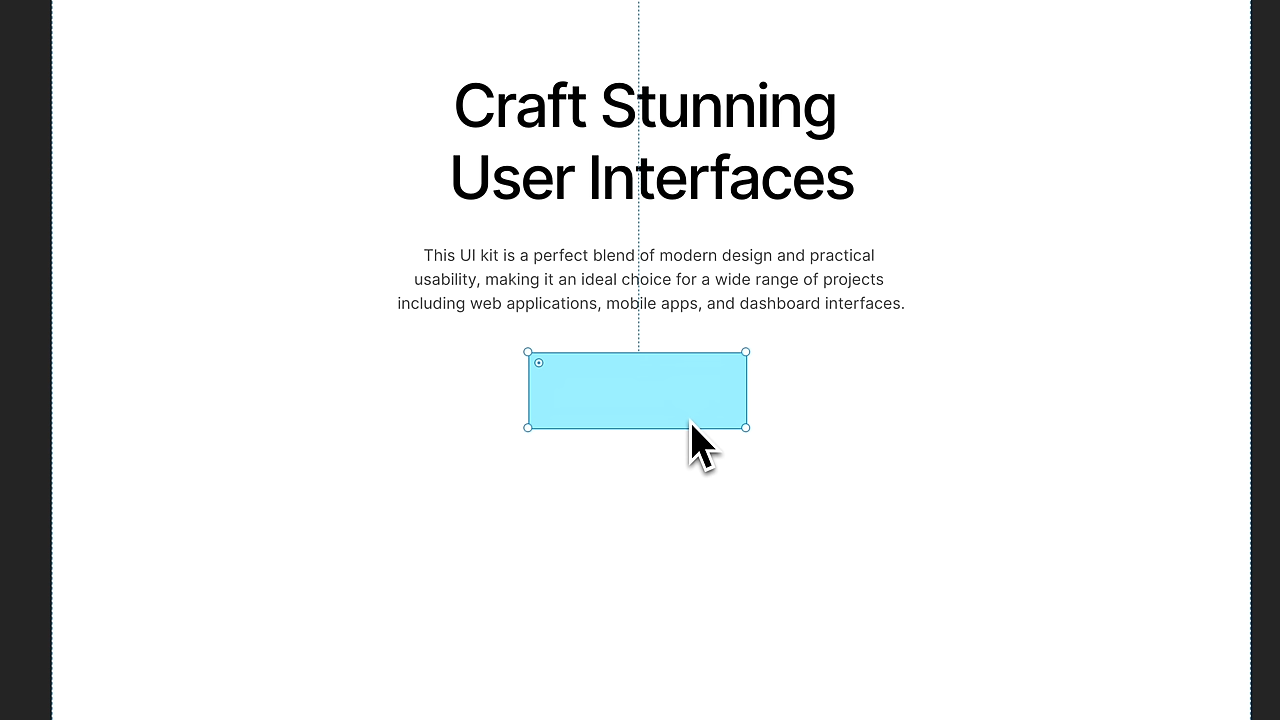 Craft Stunning
User Interfaces
This UI kit is a perfect blend of modern design and practical
usability, making it an ideal choice for a wide range of projects
including web applications, mobile apps, and dashboard interfaces.